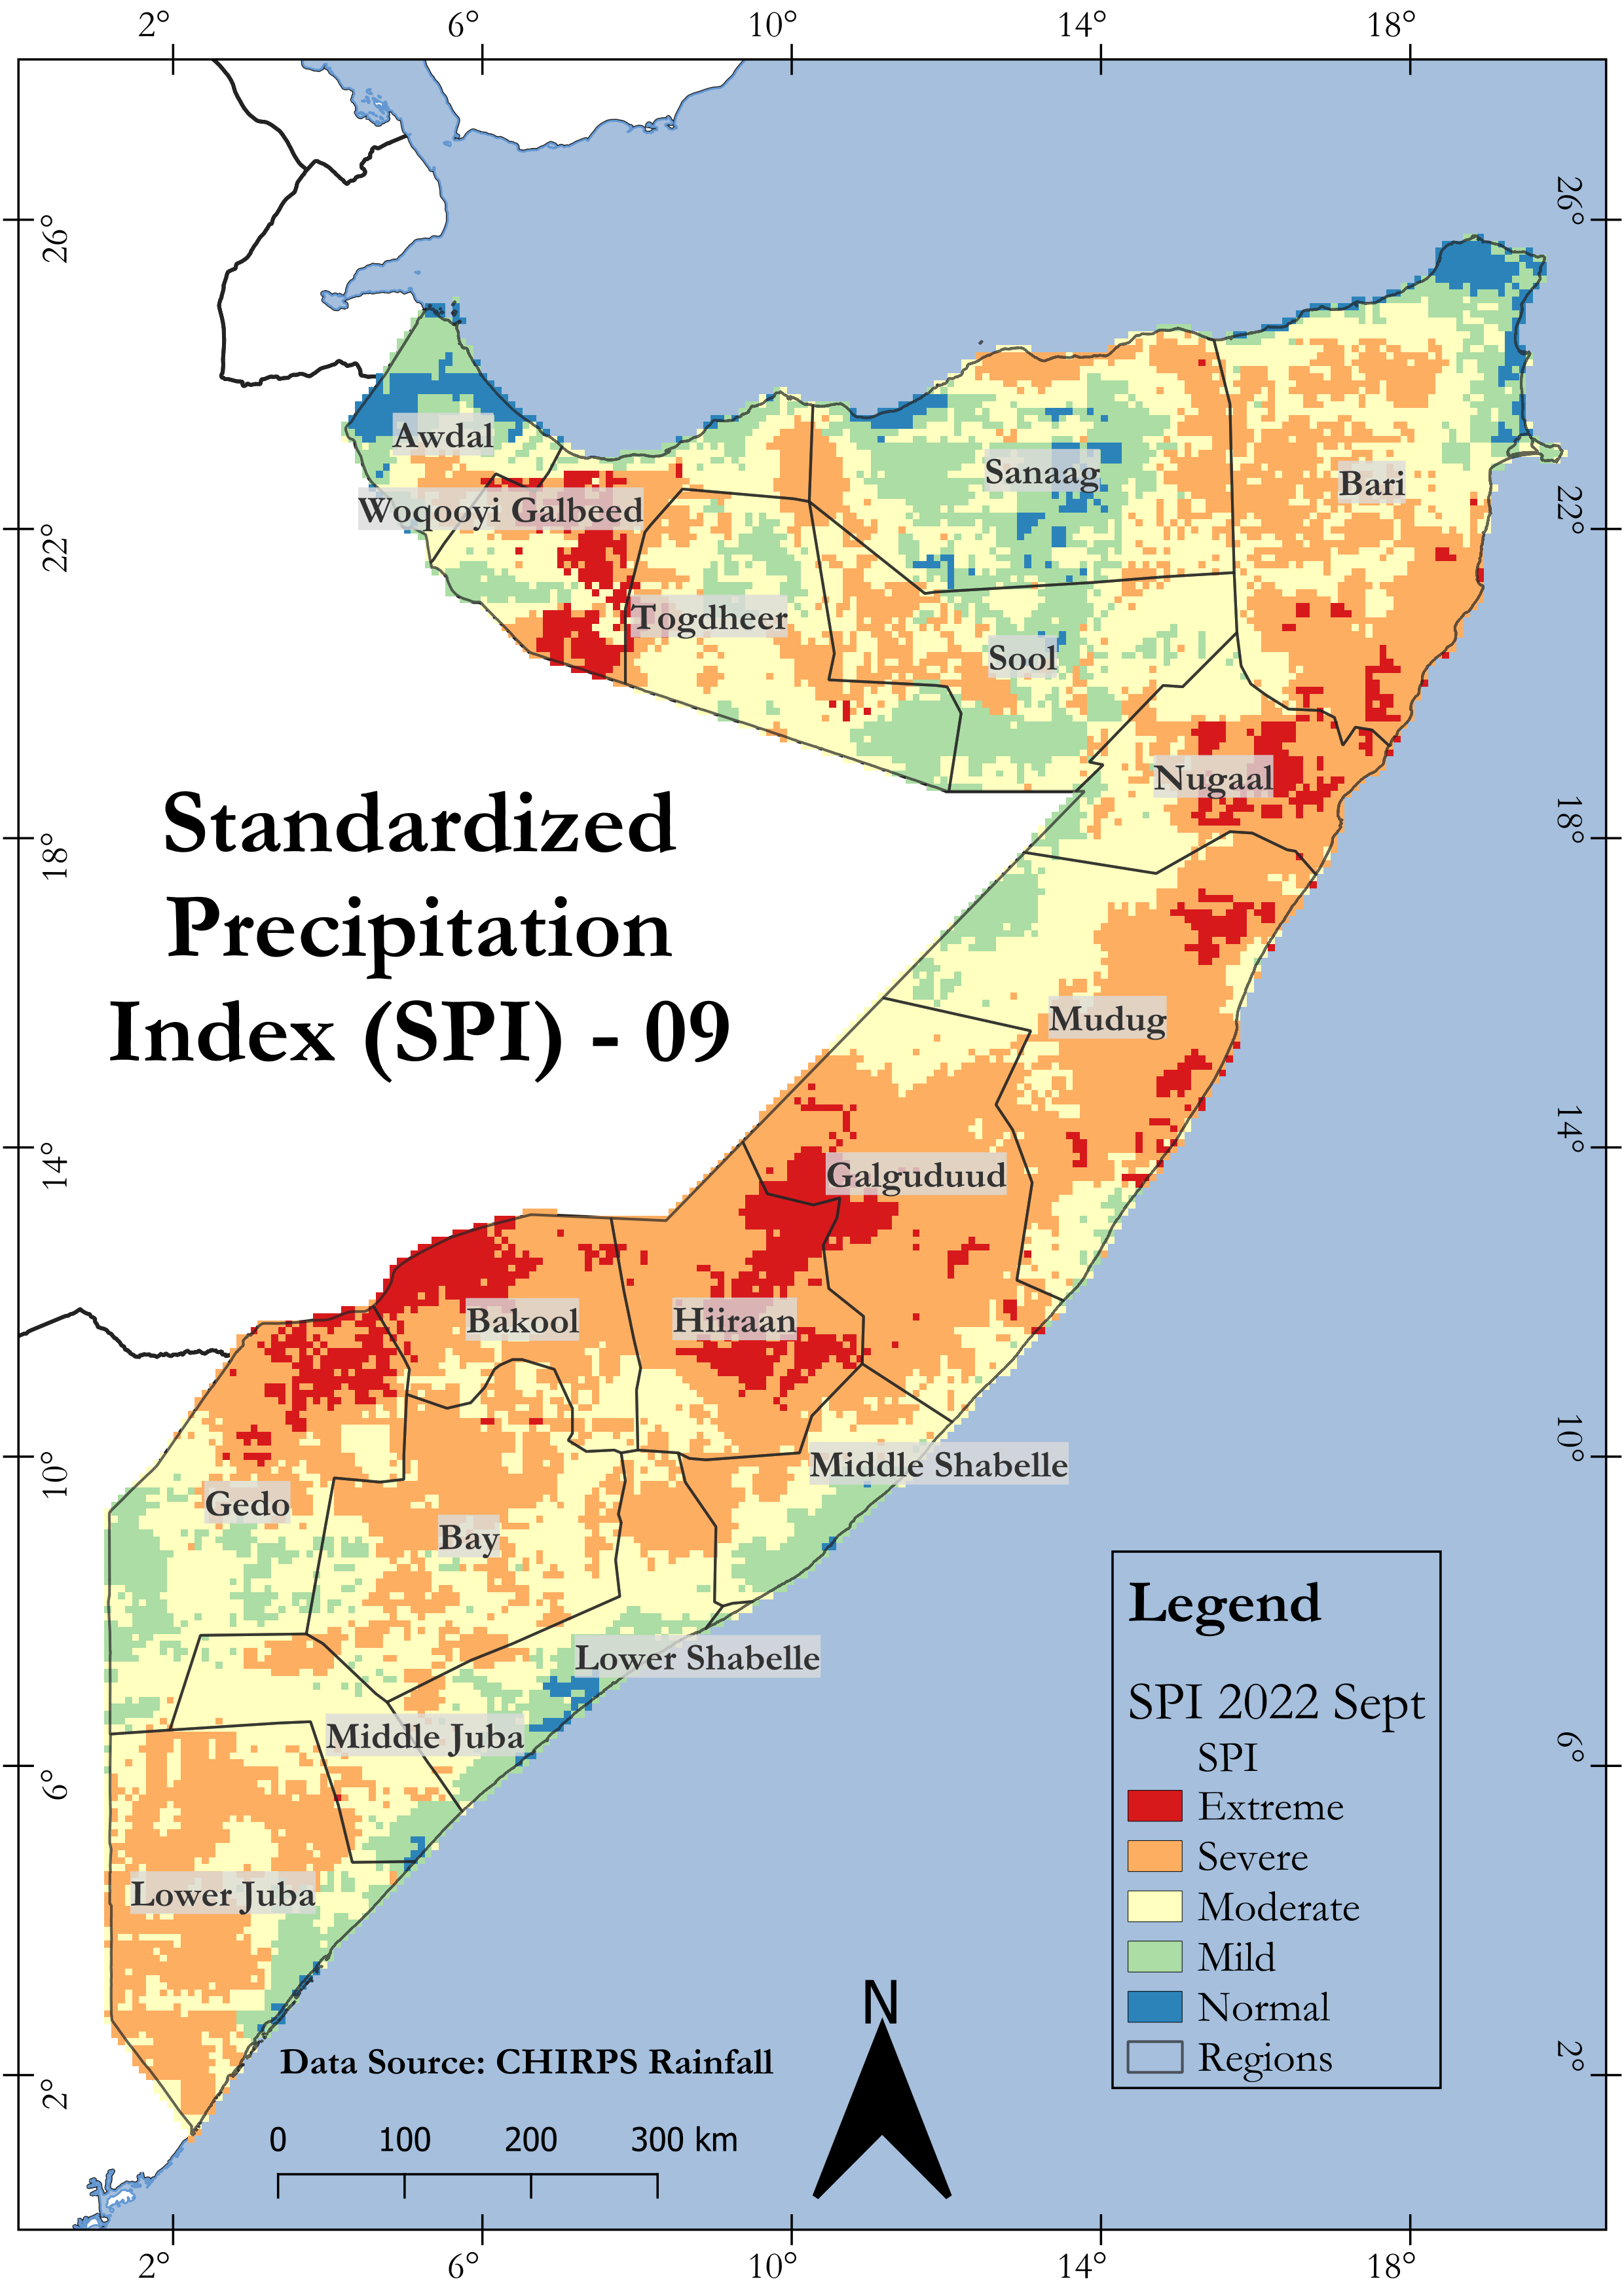 2° 6° 10° 14° 18°
26° 26°
Awdal
Sanaag
Bari
Woqooyi Galbeed
22° 22°
Togdheer
Sool
Nugaal
Standardized
Precipitation
Index (SPI) - 09
18° 18°
Mudug
14° 14°
Galguduud
Bakool
Hiiraan
10° 10°
Middle Shabelle
Gedo
Bay
Lower Shabelle
Middle Juba
6° 6°
Lower Juba
Legend
SPI 2022 Sept
SPI
Extreme
Severe
Moderate
Mild
Normal
Regions
N
Data Source: CHIRPS Rainfall
2° 2°
0 100 200 300 km
2° 6° 10° 14° 18°